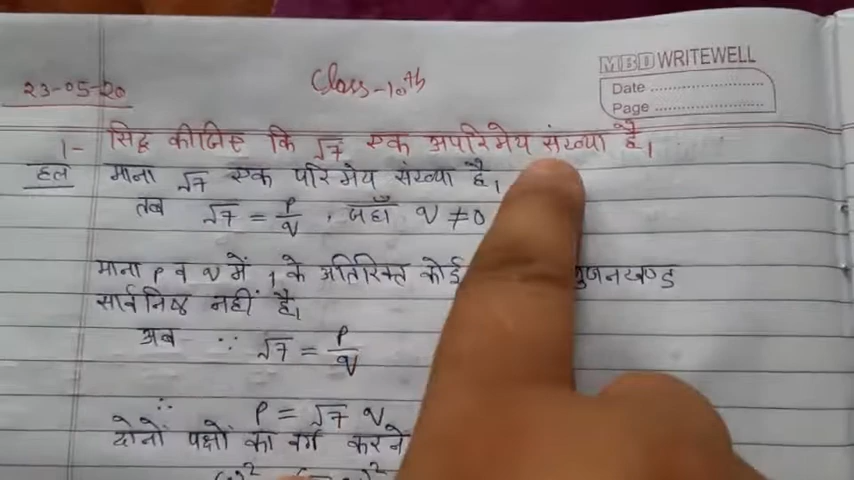 MBD WRITEWELL
Date
Page
23-05-20
Class-10th
1- सिद्ध कीजिए कि √7 एक अपरिमेय संख्या है।
हल माना √7 एक परिमेय संख्या है।
तब √7 = P/q , जहाँ q ≠ 0
माना P व q में 1 के अतिरिक्त कोई गुणनखण्ड
सार्वनिष्ठ नहीं है।
अब ∵ √7 = P/q
∴ P = √7 q
दोनों पक्षों का वर्ग करने